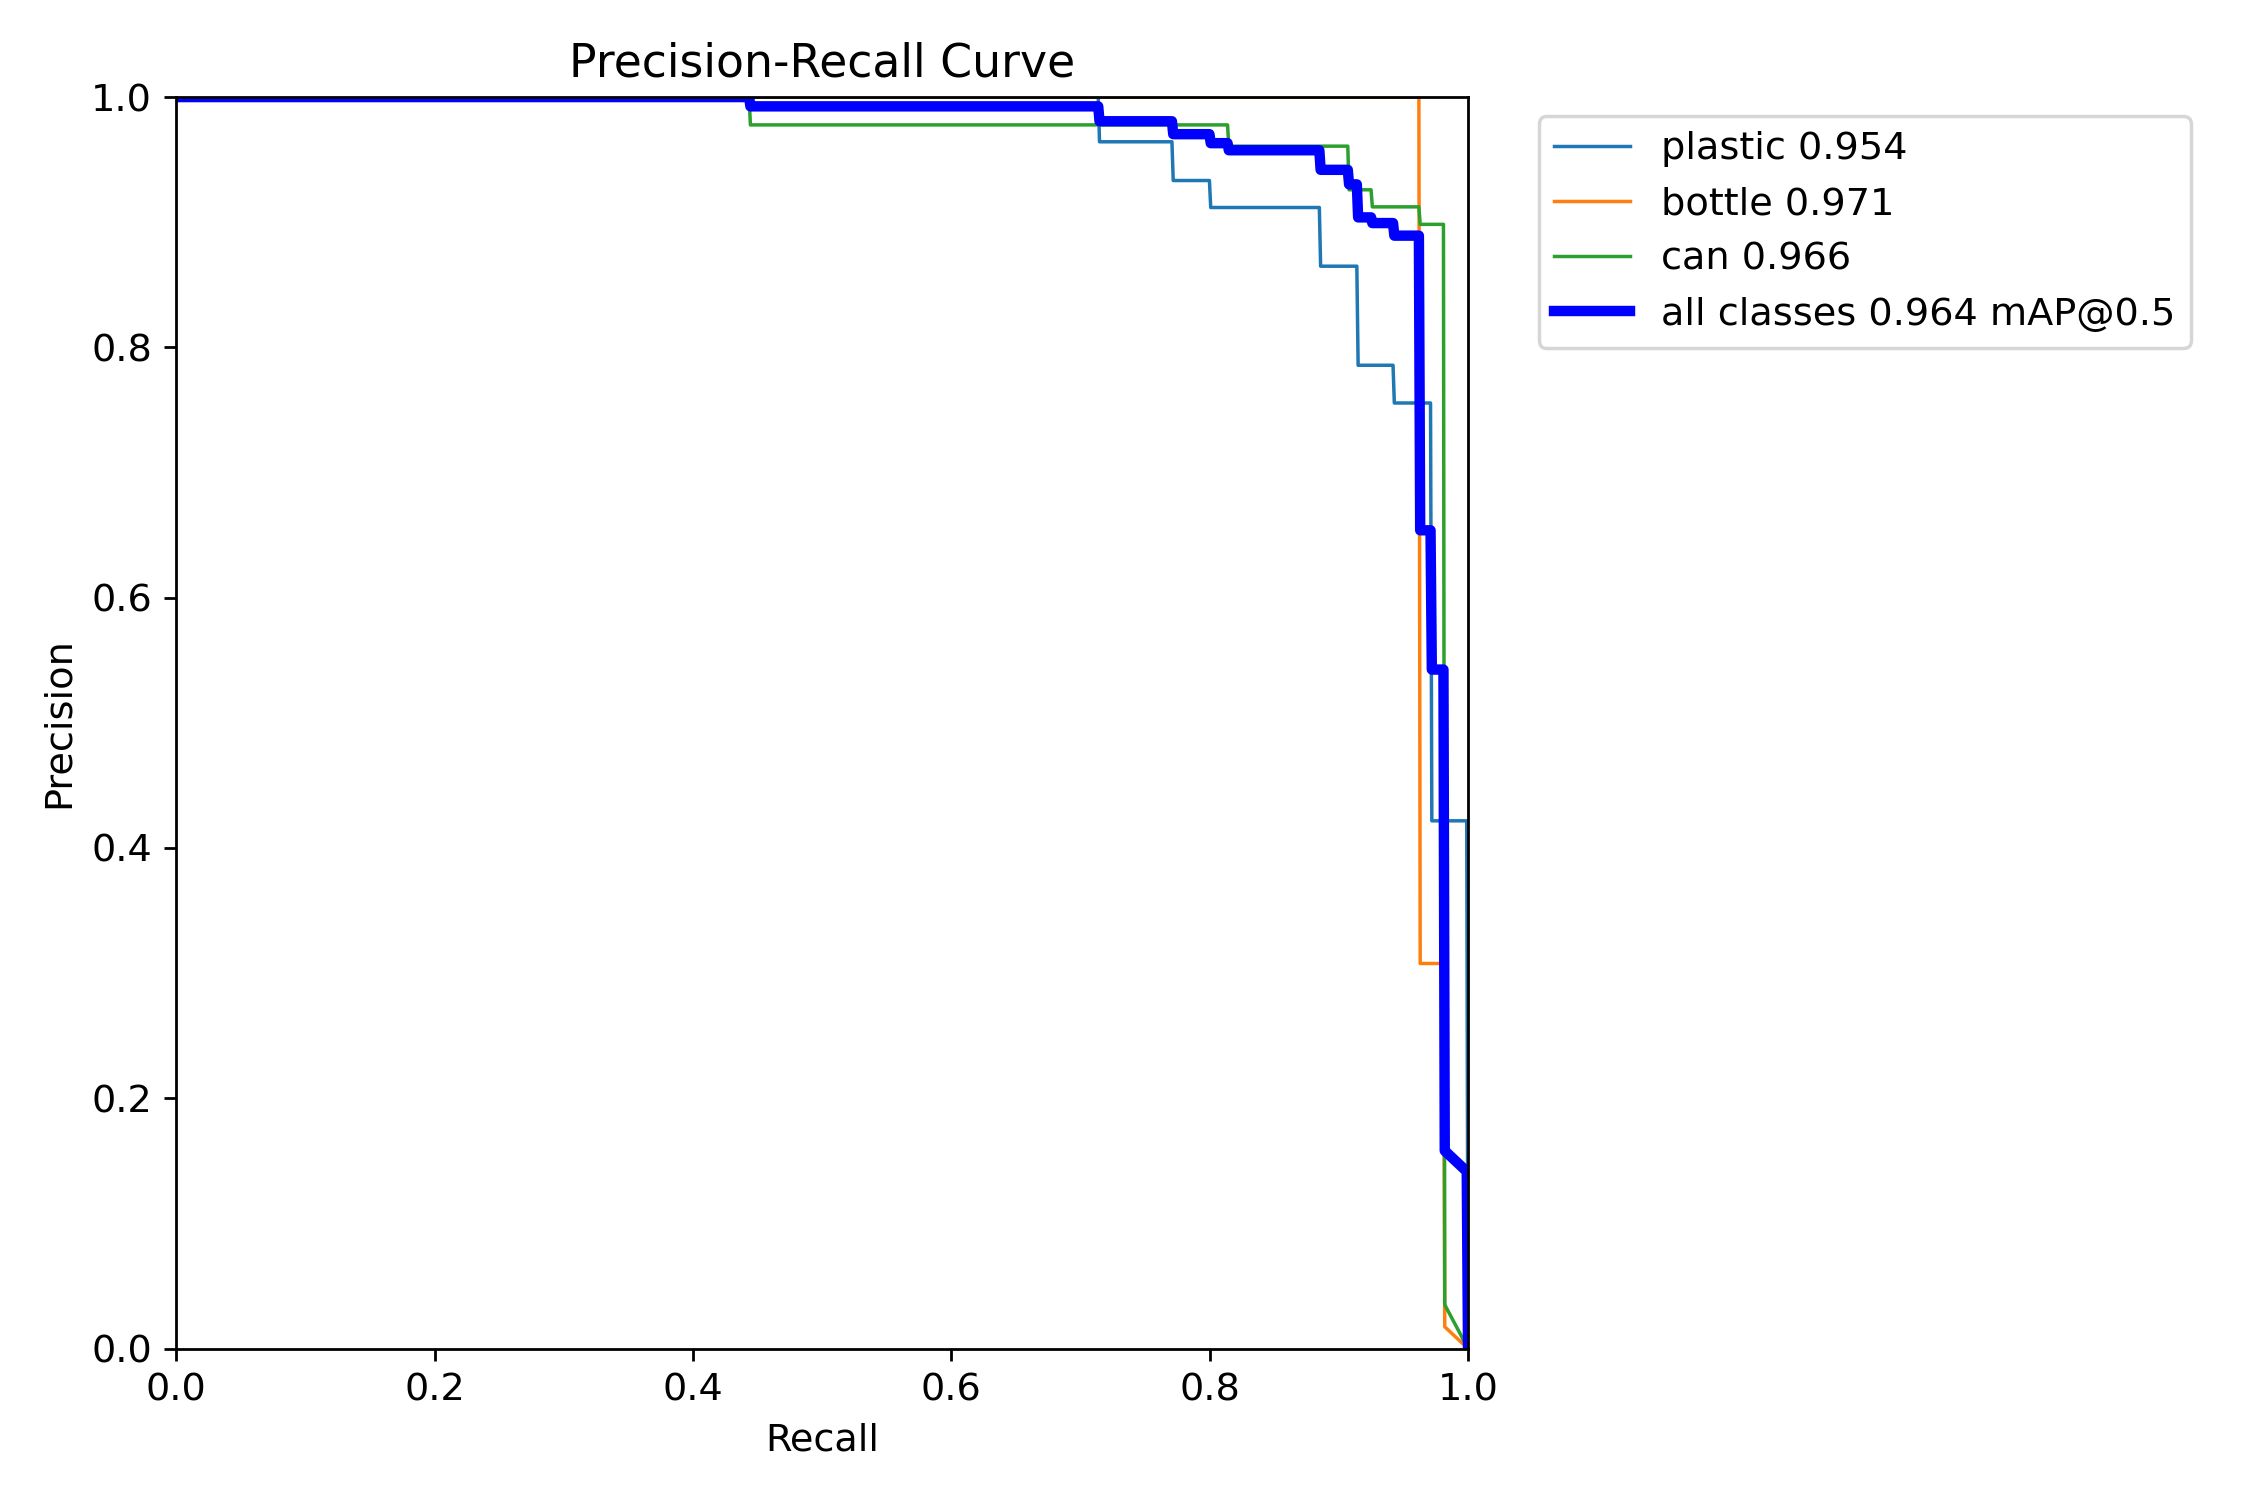 Precision-Recall Curve
1.0
0.8
0.6
0.4
0.2
0.0
Precision
0.0 0.2 0.4 0.6 0.8 1.0
Recall
plastic 0.954
bottle 0.971
can 0.966
all classes 0.964 mAP@0.5